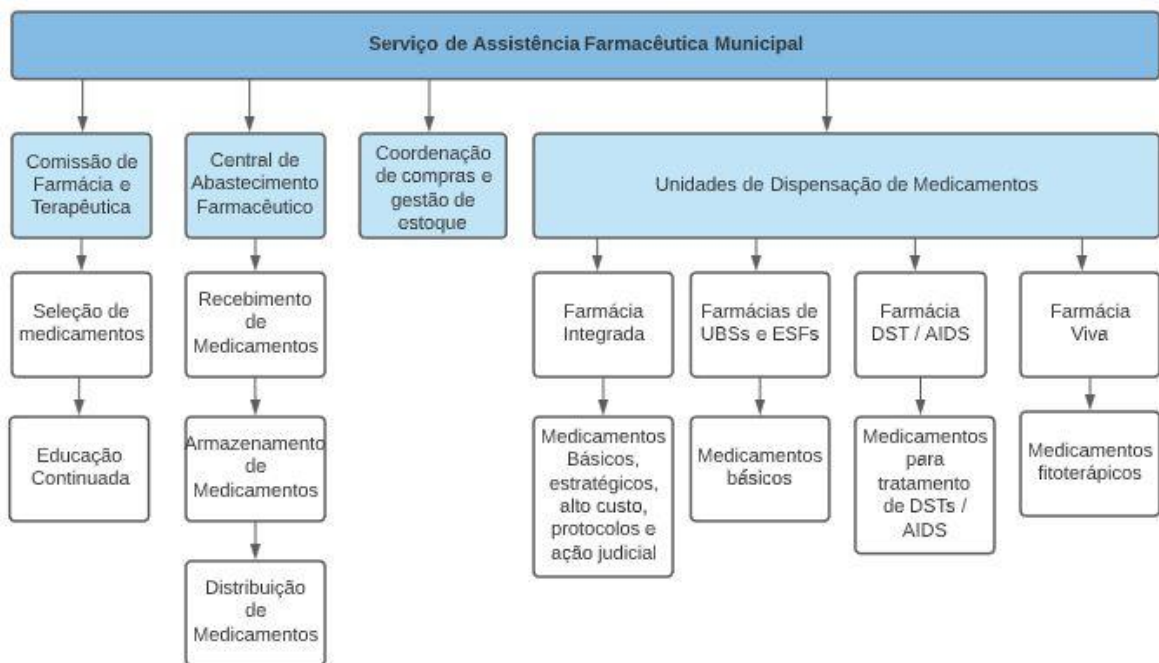 Serviço de Assistência Farmacêutica Municipal
Comissão de
Farmácia e
Terapêutica
Central de
Abastecimento
Farmacêutico
Coordenação
de compras e
gestão de
estoque
Unidades de Dispensação de Medicamentos
Seleção de
medicamentos
Recebimento
de
Medicamentos
Farmácia
Integrada
Farmácias de
UBSs e ESFs
Farmácia
DST / AIDS
Farmácia
Viva
Educação
Continuada
Armazenamento
de
Medicamentos
Medicamentos
Básicos,
estratégicos,
alto custo,
protocolos e
ação judicial
Medicamentos
básicos
Medicamentos
para
tratamento
de DSTs /
AIDS
Medicamentos
fitoterápicos
Distribuição
de
Medicamentos